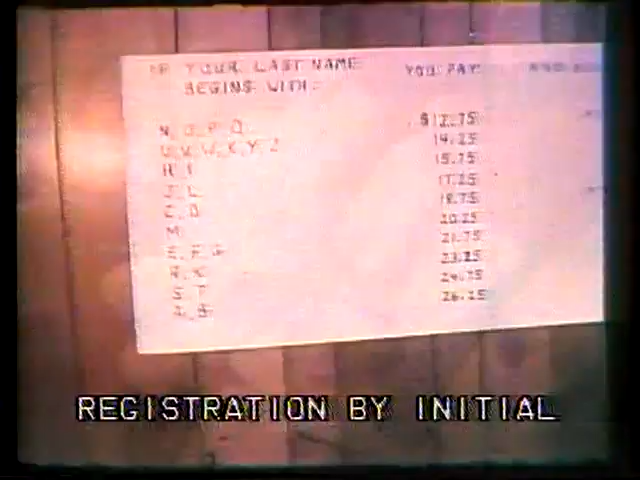 IF YOUR LAST NAME YOU PAY:
BEGINS WITH:
N, O, P, Q $12.75
U, V, W, X, Y, Z 14.25
H, I 15.75
J, L 17.25
C, D 18.75
M 20.25
E, F, G 21.75
R, K 23.25
S, T 24.75
A, B 26.25
REGISTRATION BY INITIAL